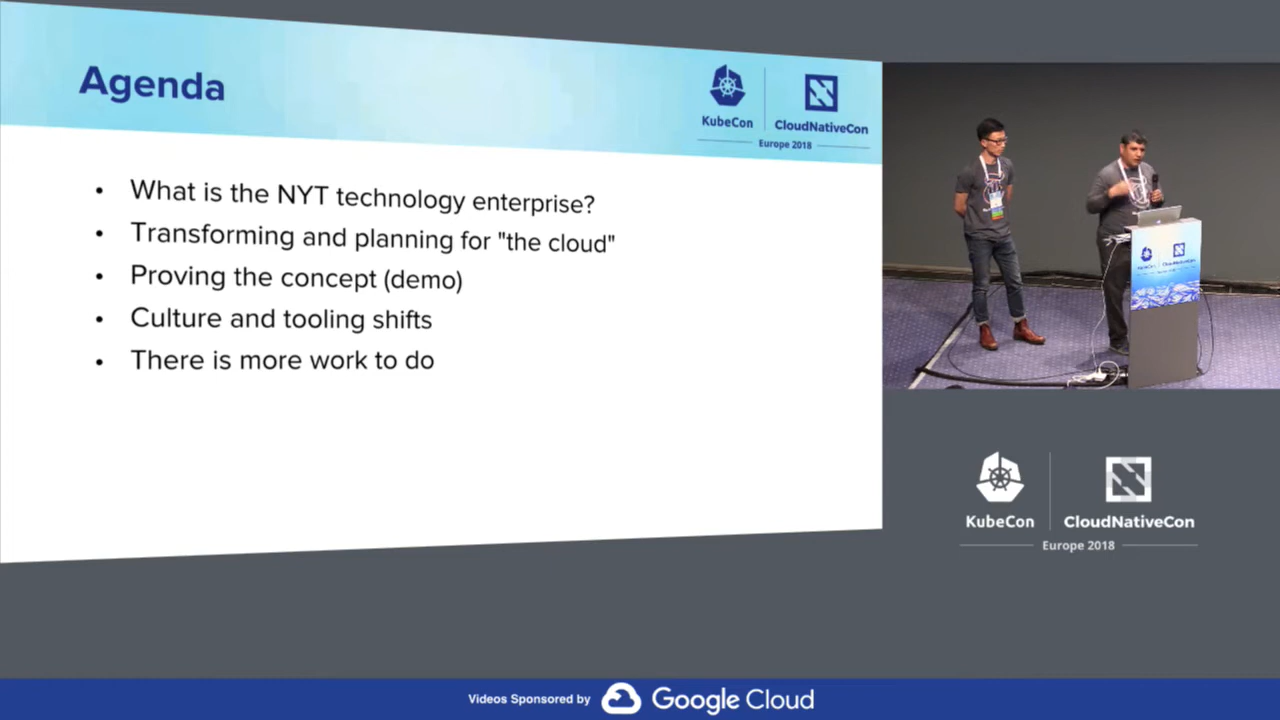 Agenda
KubeCon
CloudNativeCon
Europe 2018
• What is the NYT technology enterprise?
• Transforming and planning for "the cloud"
• Proving the concept (demo)
• Culture and tooling shifts
• There is more work to do
KubeCon
CloudNativeCon
Europe 2018
Videos Sponsored by Google Cloud